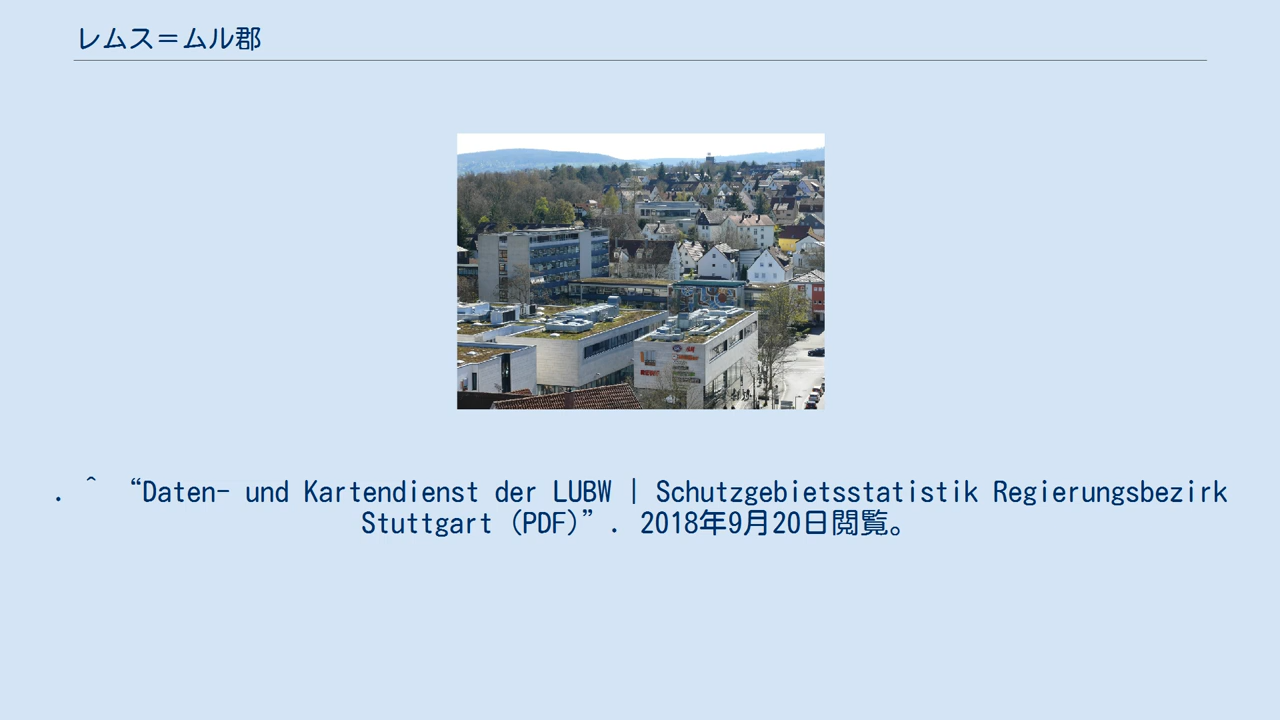 レムス＝ムル郡
. ^ “Daten- und Kartendienst der LUBW | Schutzgebietsstatistik Regierungsbezirk
Stuttgart (PDF)”. 2018年9月20日閲覧。